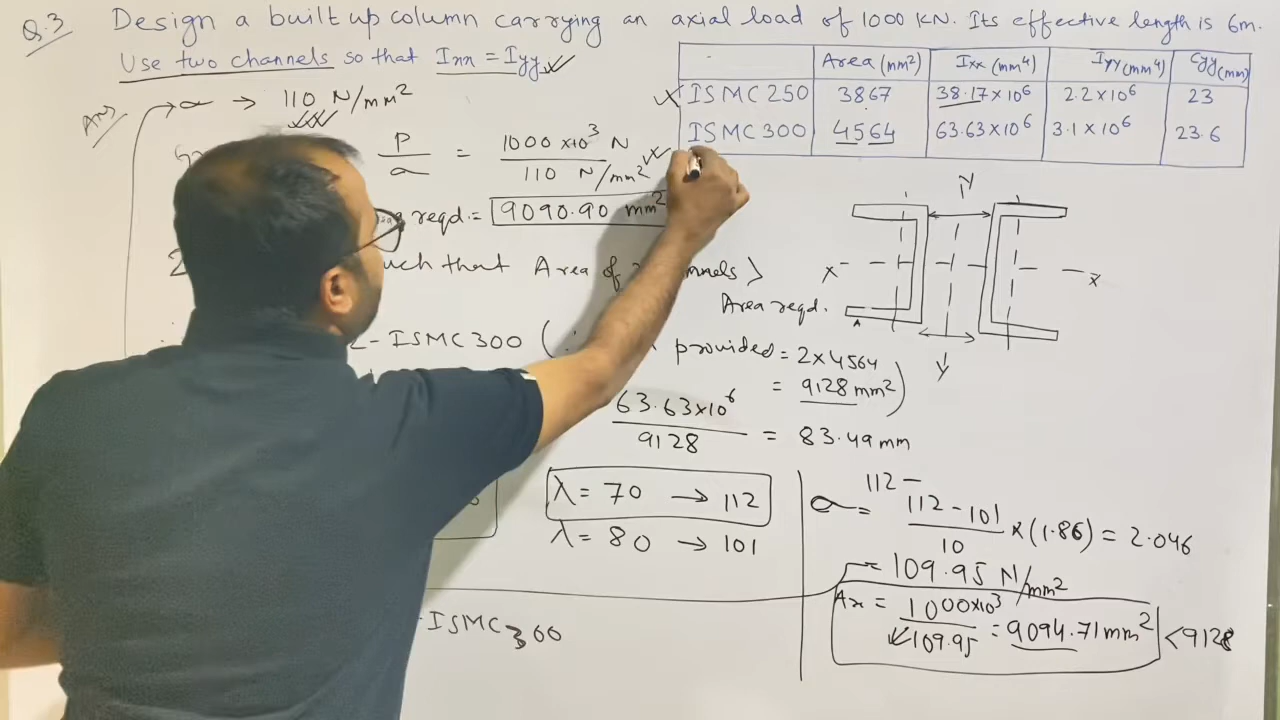 Q.3 Design a built up column carrying an axial load of 1000 KN. Its effective length is 6m.
Use two channels so that Ixx = Iyy
Area (mm²) Ixx (mm⁴) Iyy (mm⁴) Cyy (mm)
ISMC 250 3867 38.17×10⁶ 2.2×10⁶ 23
ISMC 300 4564 63.63×10⁶ 3.1×10⁶ 23.6
Ans
σ → 110 N/mm²
P/σ = 1000×10³ N / 110 N/mm²
reqd. = 9090.90 mm²
such that Area of >
Area reqd.
2-ISMC300 ( provided = 2×4564
= 9128 mm²)
63.63×10⁶ / 9128 = 83.49 mm
λ = 70 → 112
λ = 80 → 101
ISMC 300
Y
X X
A
Y
σ = 112 − (112 − 101)/10 × (1.86) = 2.046
= 109.95 N/mm²
= 1000×10³ / 109.95 = 9094.71 mm² < 9128